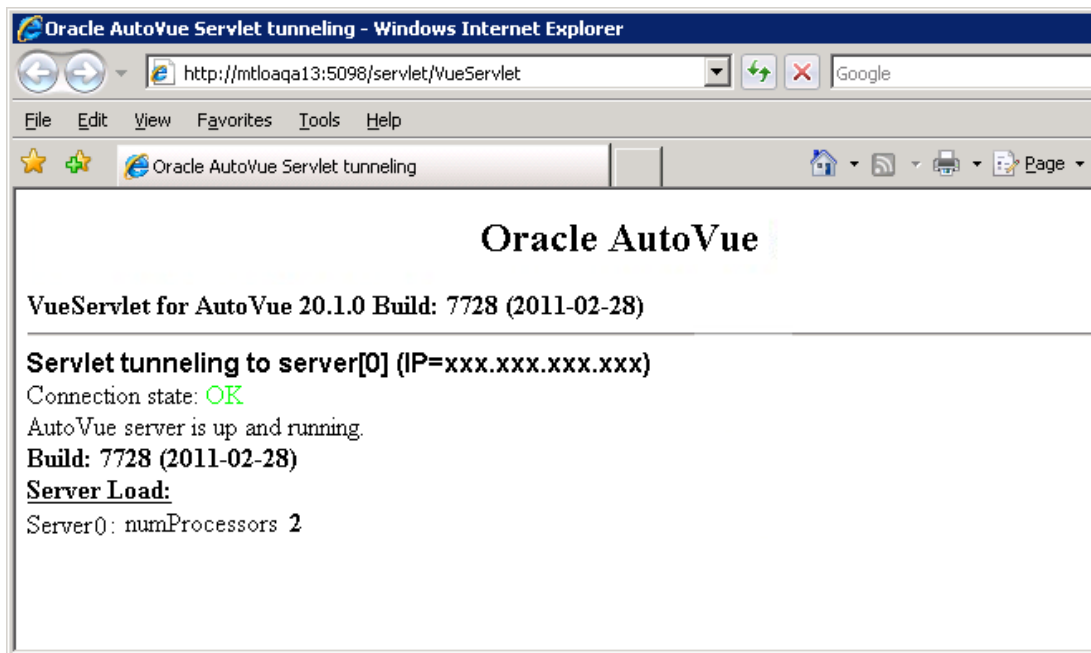 Oracle AutoVue Servlet tunneling - Windows Internet Explorer
http://mtloaqa13:5098/servlet/VueServlet
Google
File Edit View Favorites Tools Help
Oracle AutoVue Servlet tunneling
Page
Oracle AutoVue
VueServlet for AutoVue 20.1.0 Build: 7728 (2011-02-28)
Servlet tunneling to server[0] (IP=xxx.xxx.xxx.xxx)
Connection state: OK
AutoVue server is up and running.
Build: 7728 (2011-02-28)
Server Load:
Server0: numProcessors 2